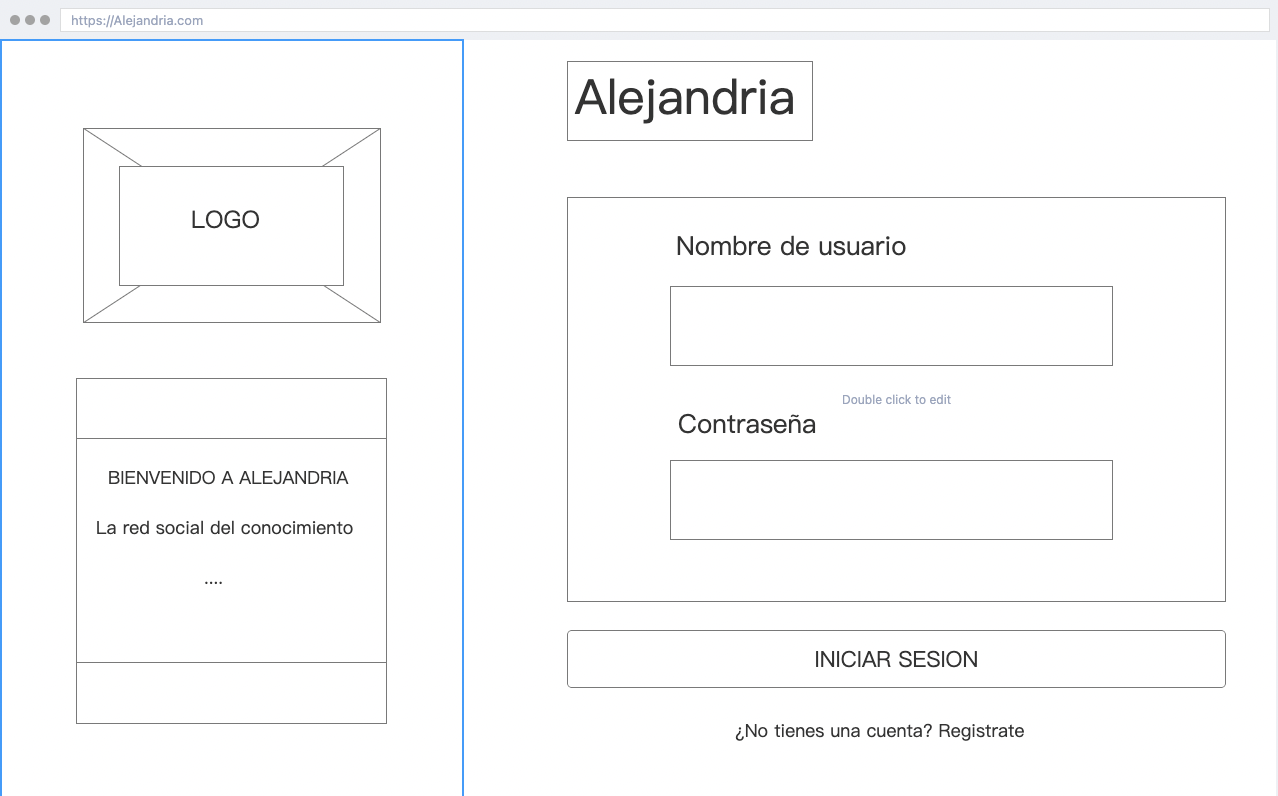 https://Alejandria.com
LOGO
BIENVENIDO A ALEJANDRIA
La red social del conocimiento
....
Alejandria
Nombre de usuario
Double click to edit
Contraseña
INICIAR SESION
¿No tienes una cuenta? Registrate